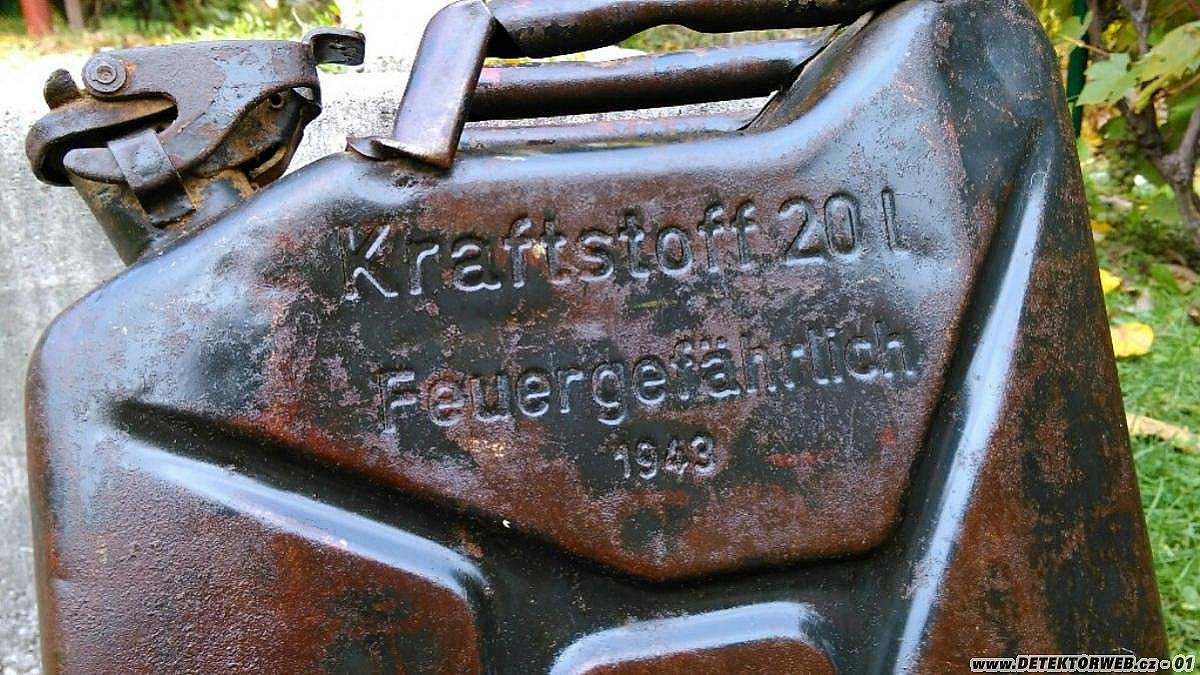 Kraftstoff 20 L
Feuergefährlich
1943
www.DETEKTORWEB.cz - 01